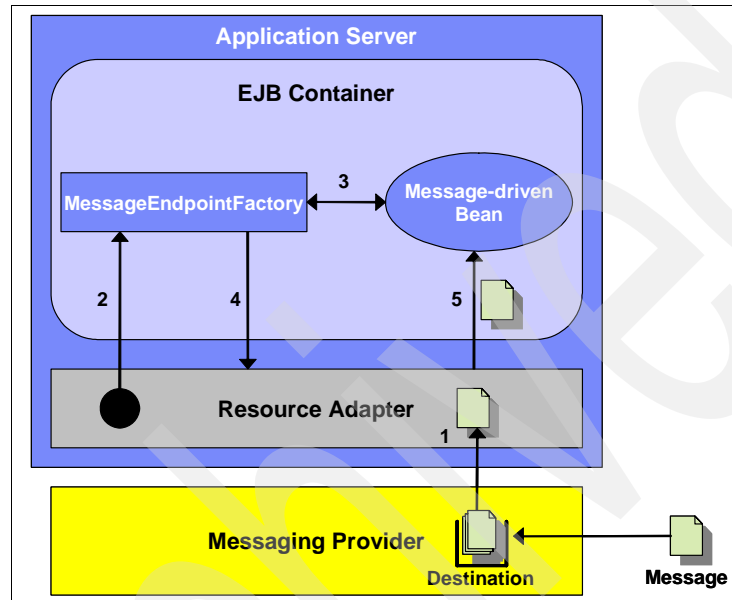 Application Server
EJB Container
3
MessageEndpointFactory
Message-driven
Bean
2
4
5
Resource Adapter
1
Messaging Provider
Destination
Message